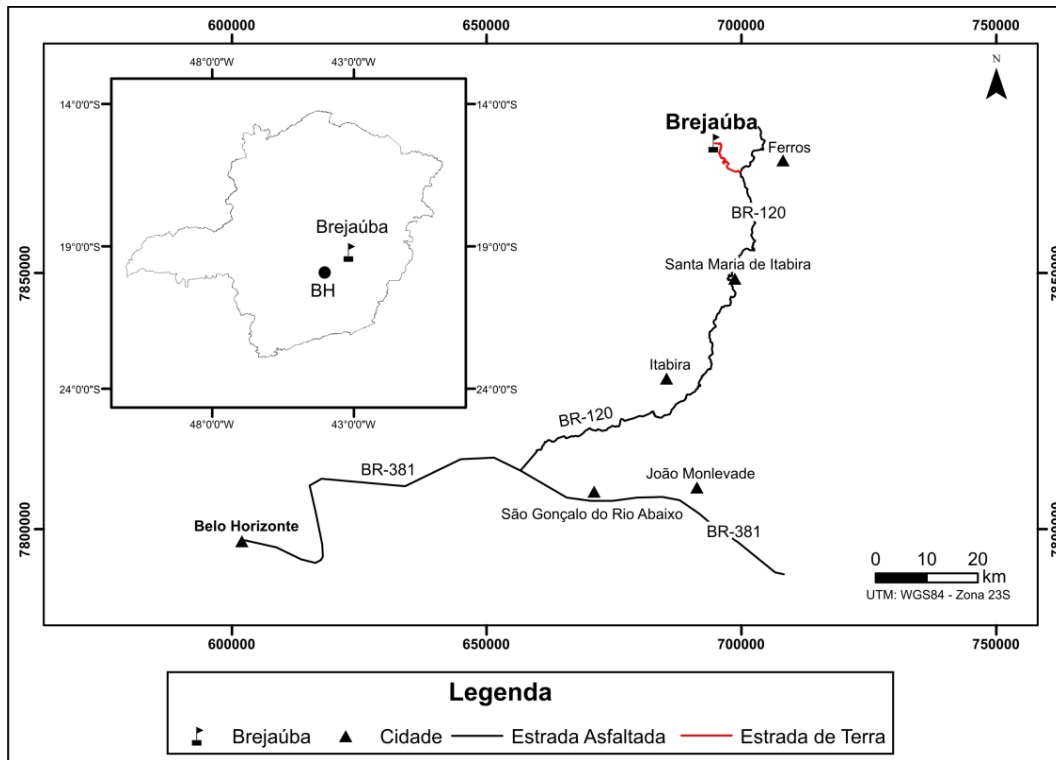 600000 650000 700000 750000
48°0'0"W 43°0'0"W
N
14°0'0"S 14°0'0"S
Brejaúba
Ferros
BR-120
Brejaúba
19°0'0"S 19°0'0"S
Santa Maria de Itabira
7850000 7850000
BH
Itabira
24°0'0"S 24°0'0"S
BR-120
48°0'0"W 43°0'0"W
BR-381
João Monlevade
São Gonçalo do Rio Abaixo
Belo Horizonte
BR-381
7800000 7800000
0 10 20
km
UTM: WGS84 - Zona 23S
600000 650000 700000 750000
Legenda
Brejaúba Cidade Estrada Asfaltada Estrada de Terra